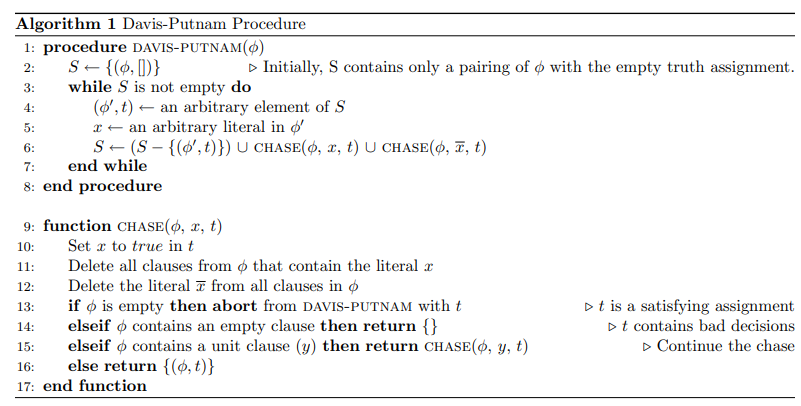 Algorithm 1 Davis-Putnam Procedure
1: procedure DAVIS-PUTNAM(ϕ)
2: S ← {(ϕ, [])} ▷ Initially, S contains only a pairing of ϕ with the empty truth assignment.
3: while S is not empty do
4: (ϕ′, t) ← an arbitrary element of S
5: x ← an arbitrary literal in ϕ′
6: S ← (S − {(ϕ′, t)}) ∪ CHASE(ϕ, x, t) ∪ CHASE(ϕ, x̅, t)
7: end while
8: end procedure
9: function CHASE(ϕ, x, t)
10: Set x to true in t
11: Delete all clauses from ϕ that contain the literal x
12: Delete the literal x̅ from all clauses in ϕ
13: if ϕ is empty then abort from DAVIS-PUTNAM with t ▷ t is a satisfying assignment
14: elseif ϕ contains an empty clause then return {} ▷ t contains bad decisions
15: elseif ϕ contains a unit clause (y) then return CHASE(ϕ, y, t) ▷ Continue the chase
16: else return {(ϕ, t)}
17: end function